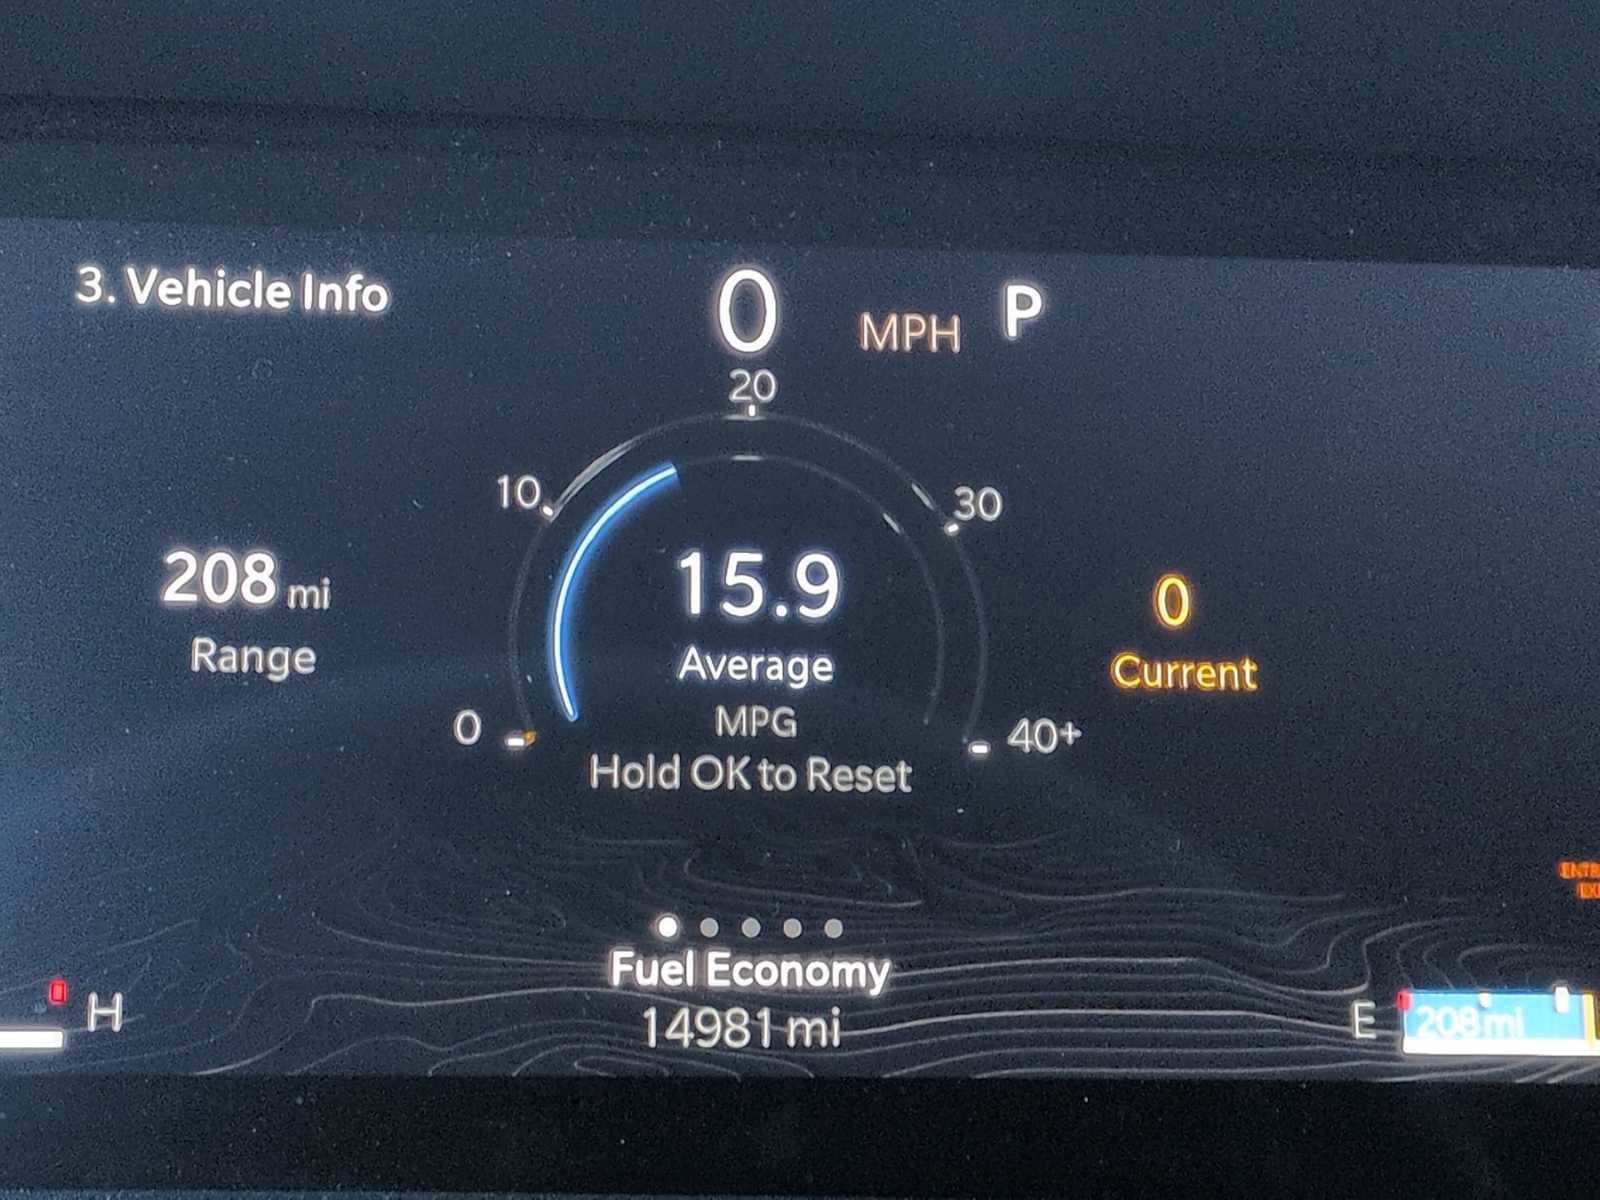 3. Vehicle Info
0 MPH P
20
10
30
208 mi
Range
15.9
Average
MPG
Hold OK to Reset
0
Current
0
40+
Fuel Economy
14981 mi
H
E
208 mi